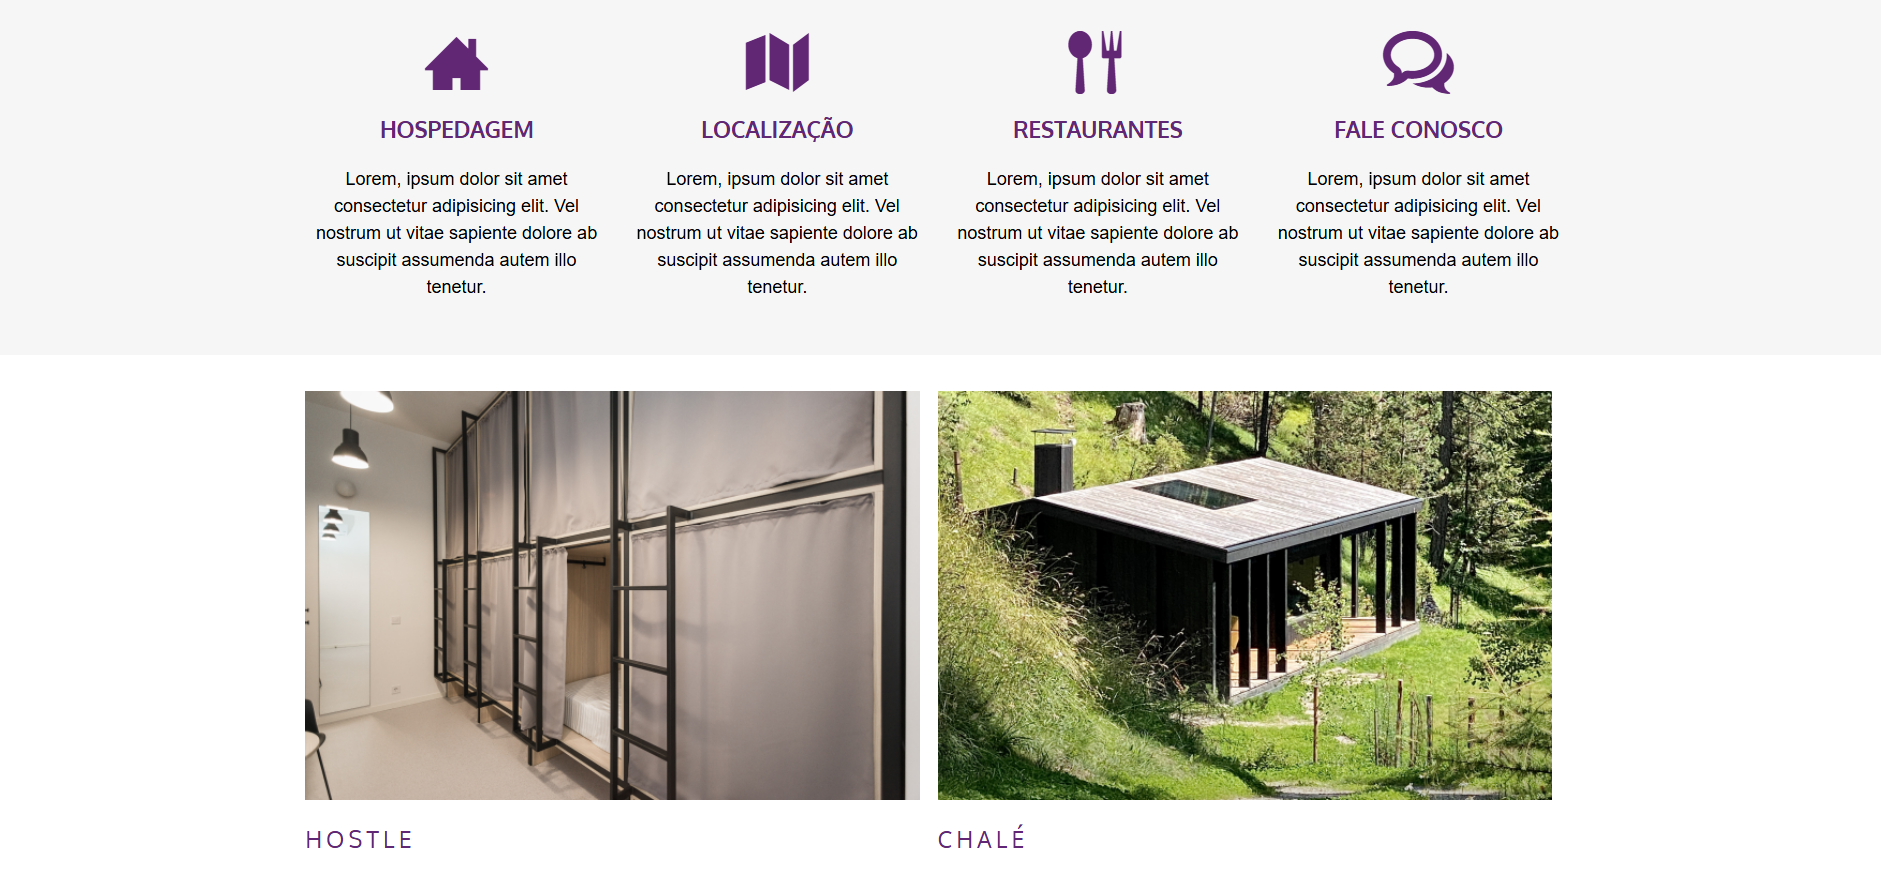 HOSPEDAGEM
Lorem, ipsum dolor sit amet
consectetur adipisicing elit. Vel
nostrum ut vitae sapiente dolore ab
suscipit assumenda autem illo
tenetur.
LOCALIZAÇÃO
Lorem, ipsum dolor sit amet
consectetur adipisicing elit. Vel
nostrum ut vitae sapiente dolore ab
suscipit assumenda autem illo
tenetur.
RESTAURANTES
Lorem, ipsum dolor sit amet
consectetur adipisicing elit. Vel
nostrum ut vitae sapiente dolore ab
suscipit assumenda autem illo
tenetur.
FALE CONOSCO
Lorem, ipsum dolor sit amet
consectetur adipisicing elit. Vel
nostrum ut vitae sapiente dolore ab
suscipit assumenda autem illo
tenetur.
HOSTLE
CHALÉ